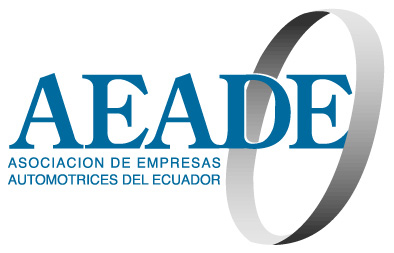 AEADE
ASOCIACION DE EMPRESAS
AUTOMOTRICES DEL ECUADOR